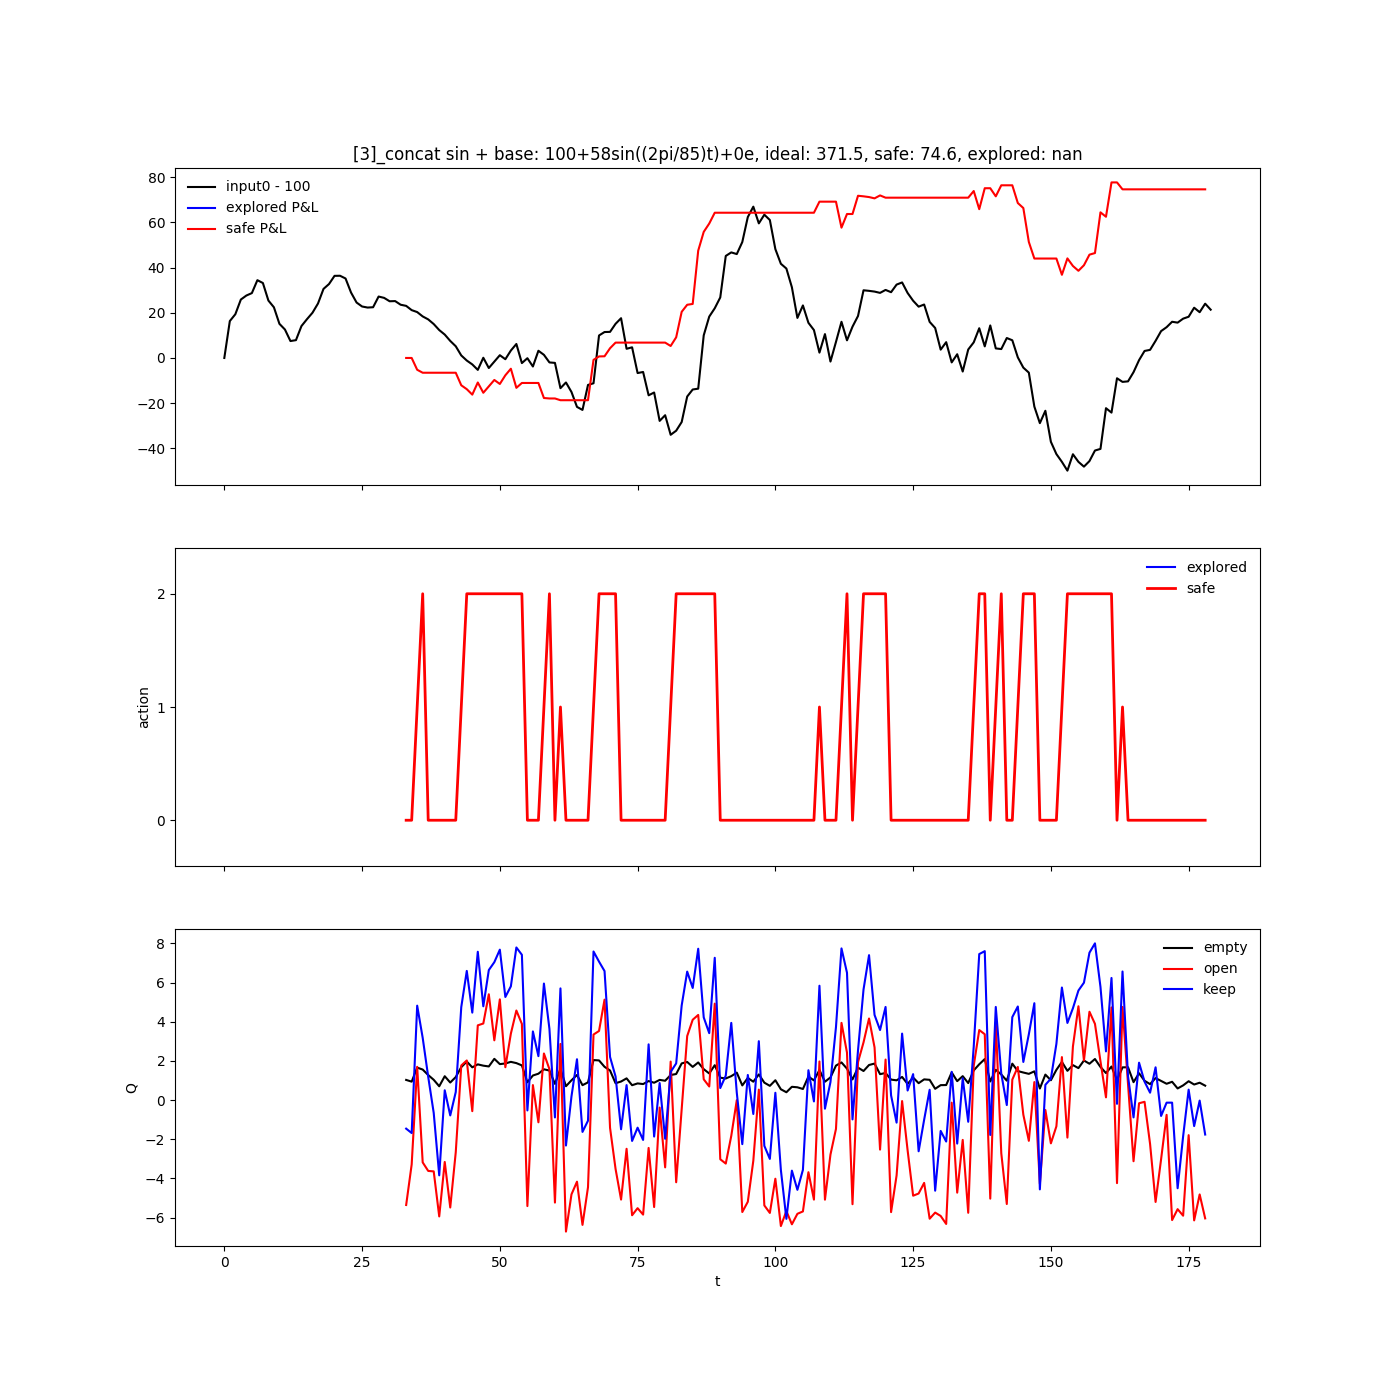 [3]_concat sin + base: 100+58sin((2pi/85)t)+0e, ideal: 371.5, safe: 74.6, explored: nan
80
60
40
20
0
−20
−40
input0 - 100
explored P&L
safe P&L
action
2
1
0
explored
safe
Q
8
6
4
2
0
−2
−4
−6
empty
open
keep
0 25 50 75 100 125 150 175
t